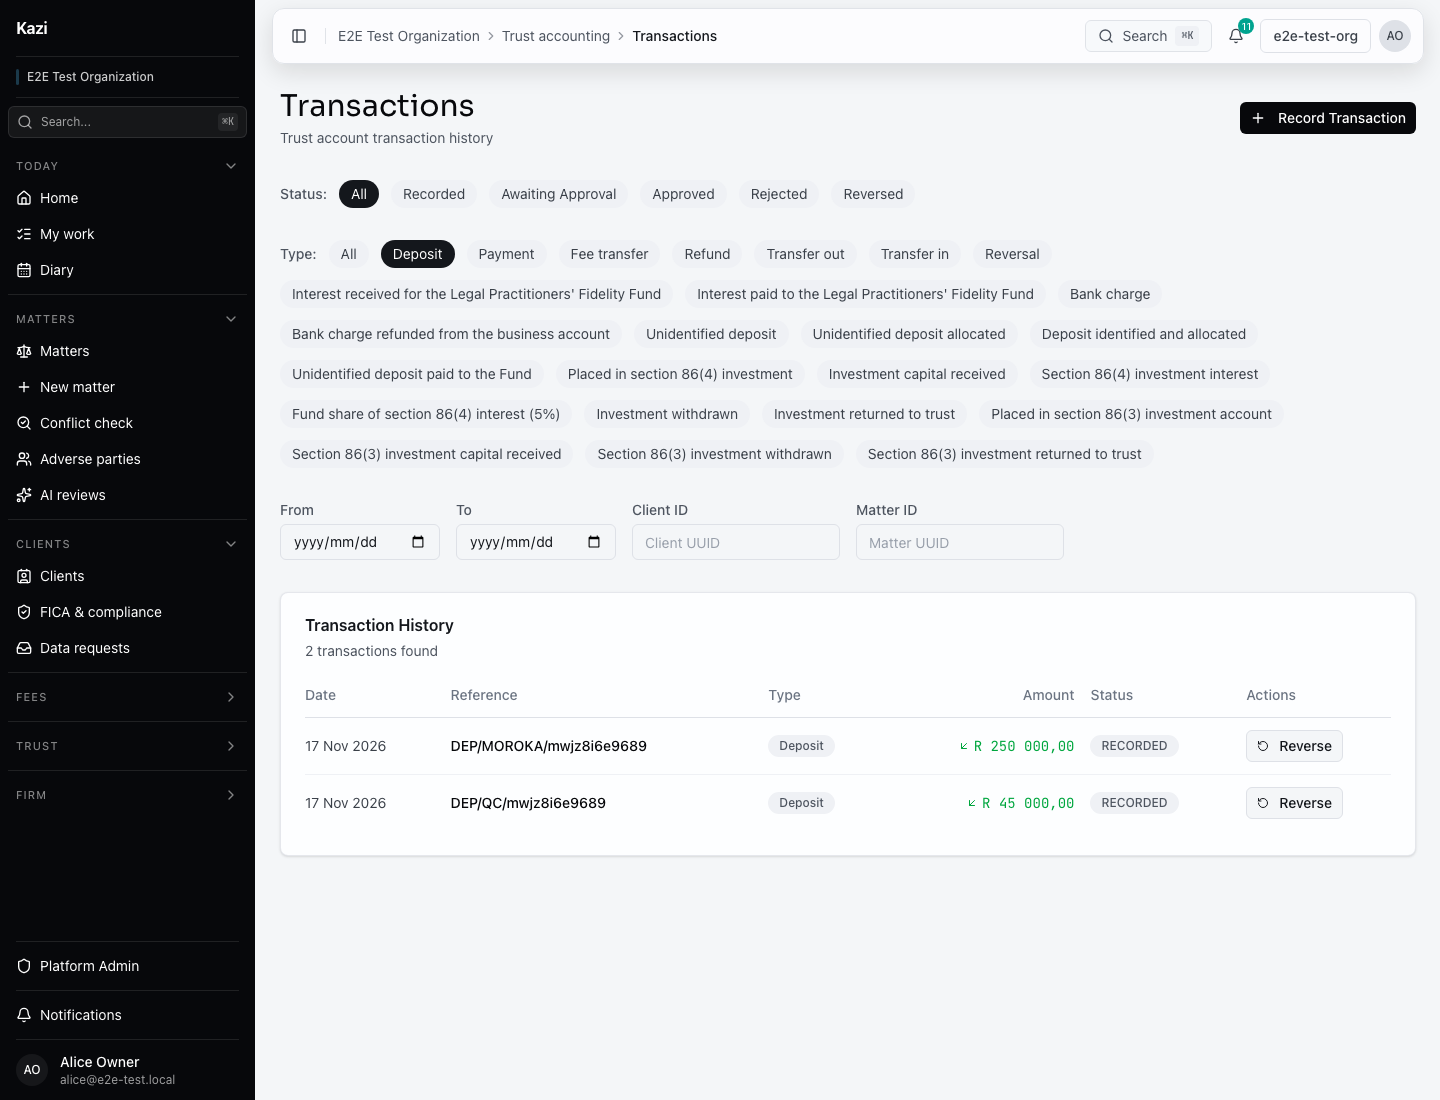 Kazi
E2E Test Organization
Search... ⌘K
TODAY
Home
My work
Diary
MATTERS
Matters
New matter
Conflict check
Adverse parties
AI reviews
CLIENTS
Clients
FICA & compliance
Data requests
FEES
TRUST
FIRM
Platform Admin
Notifications
AO Alice Owner
alice@e2e-test.local
E2E Test Organization > Trust accounting > Transactions
Search ⌘K 11 e2e-test-org AO
Transactions
Trust account transaction history
+ Record Transaction
Status: All Recorded Awaiting Approval Approved Rejected Reversed
Type: All Deposit Payment Fee transfer Refund Transfer out Transfer in Reversal
Interest received for the Legal Practitioners' Fidelity Fund Interest paid to the Legal Practitioners' Fidelity Fund Bank charge
Bank charge refunded from the business account Unidentified deposit Unidentified deposit allocated Deposit identified and allocated
Unidentified deposit paid to the Fund Placed in section 86(4) investment Investment capital received Section 86(4) investment interest
Fund share of section 86(4) interest (5%) Investment withdrawn Investment returned to trust Placed in section 86(3) investment account
Section 86(3) investment capital received Section 86(3) investment withdrawn Section 86(3) investment returned to trust
From To Client ID Matter ID
yyyy/mm/dd yyyy/mm/dd Client UUID Matter UUID
Transaction History
2 transactions found
Date Reference Type Amount Status Actions
17 Nov 2026 DEP/MOROKA/mwjz8i6e9689 Deposit R 250 000,00 RECORDED Reverse
17 Nov 2026 DEP/QC/mwjz8i6e9689 Deposit R 45 000,00 RECORDED Reverse